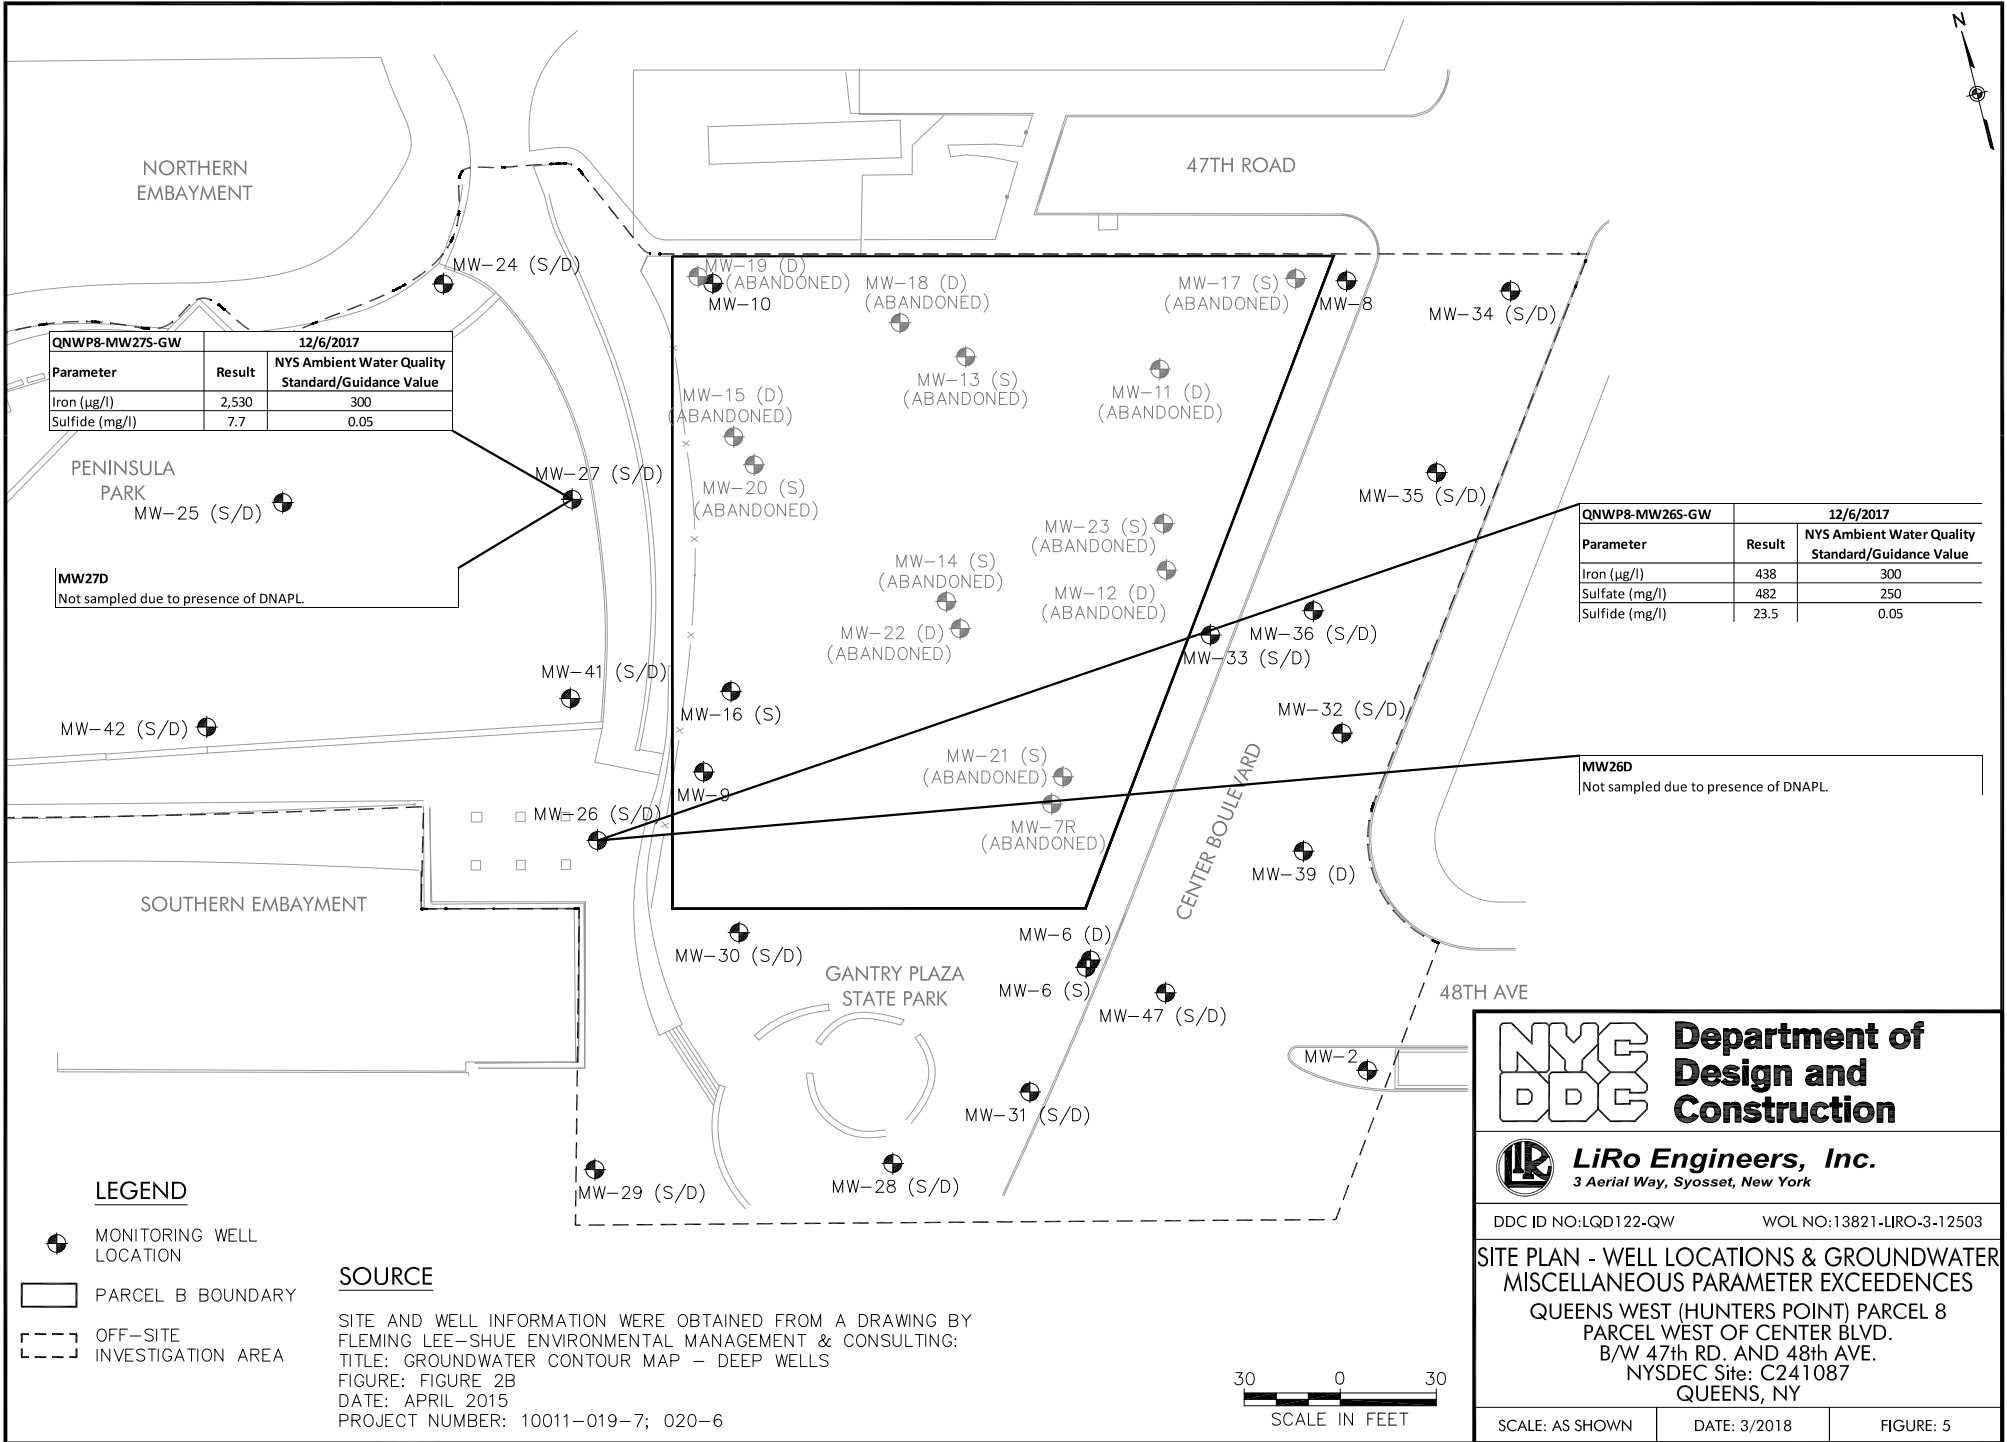 N
NORTHERN
EMBAYMENT
47TH ROAD
MW-24 (S/D)
MW-19 (D)
(ABANDONED)
MW-10
MW-18 (D)
(ABANDONED)
MW-17 (S)
(ABANDONED)
MW-8
MW-34 (S/D)
QNWP8-MW27S-GW 12/6/2017
Parameter Result NYS Ambient Water Quality
Standard/Guidance Value
Iron (µg/l) 2,530 300
Sulfide (mg/l) 7.7 0.05
MW-13 (S)
(ABANDONED)
MW-11 (D)
(ABANDONED)
MW-15 (D)
(ABANDONED)
MW-20 (S)
(ABANDONED)
PENINSULA
PARK
MW-25 (S/D)
MW-27 (S/D)
MW-35 (S/D)
MW27D
Not sampled due to presence of DNAPL.
MW-23 (S)
(ABANDONED)
MW-14 (S)
(ABANDONED)
MW-12 (D)
(ABANDONED)
MW-22 (D)
(ABANDONED)
QNWP8-MW26S-GW 12/6/2017
Parameter Result NYS Ambient Water Quality
Standard/Guidance Value
Iron (µg/l) 438 300
Sulfate (mg/l) 482 250
Sulfide (mg/l) 23.5 0.05
MW-36 (S/D)
MW-33 (S/D)
MW-41 (S/D)
MW-42 (S/D)
MW-16 (S)
MW-32 (S/D)
MW-9
MW-21 (S)
(ABANDONED)
MW-7R
(ABANDONED)
MW26D
Not sampled due to presence of DNAPL.
MW-26 (S/D)
CENTER BOULEVARD
MW-39 (D)
SOUTHERN EMBAYMENT
MW-30 (S/D)
MW-6 (D)
MW-6 (S)
GANTRY PLAZA
STATE PARK
MW-47 (S/D)
48TH AVE
MW-2
MW-31 (S/D)
MW-29 (S/D)
MW-28 (S/D)
LEGEND
MONITORING WELL
LOCATION
PARCEL B BOUNDARY
OFF-SITE
INVESTIGATION AREA
SOURCE
SITE AND WELL INFORMATION WERE OBTAINED FROM A DRAWING BY
FLEMING LEE-SHUE ENVIRONMENTAL MANAGEMENT & CONSULTING:
TITLE: GROUNDWATER CONTOUR MAP - DEEP WELLS
FIGURE: FIGURE 2B
DATE: APRIL 2015
PROJECT NUMBER: 10011-019-7; 020-6
30 0 30
SCALE IN FEET
NYC
DDC
Department of
Design and
Construction
LiRo
LiRo Engineers, Inc.
3 Aerial Way, Syosset, New York
DDC ID NO:LQD122-QW WOL NO:13821-LIRO-3-12503
SITE PLAN - WELL LOCATIONS & GROUNDWATER
MISCELLANEOUS PARAMETER EXCEEDENCES
QUEENS WEST (HUNTERS POINT) PARCEL 8
PARCEL WEST OF CENTER BLVD.
B/W 47th RD. AND 48th AVE.
NYSDEC Site: C241087
QUEENS, NY
SCALE: AS SHOWN DATE: 3/2018 FIGURE: 5